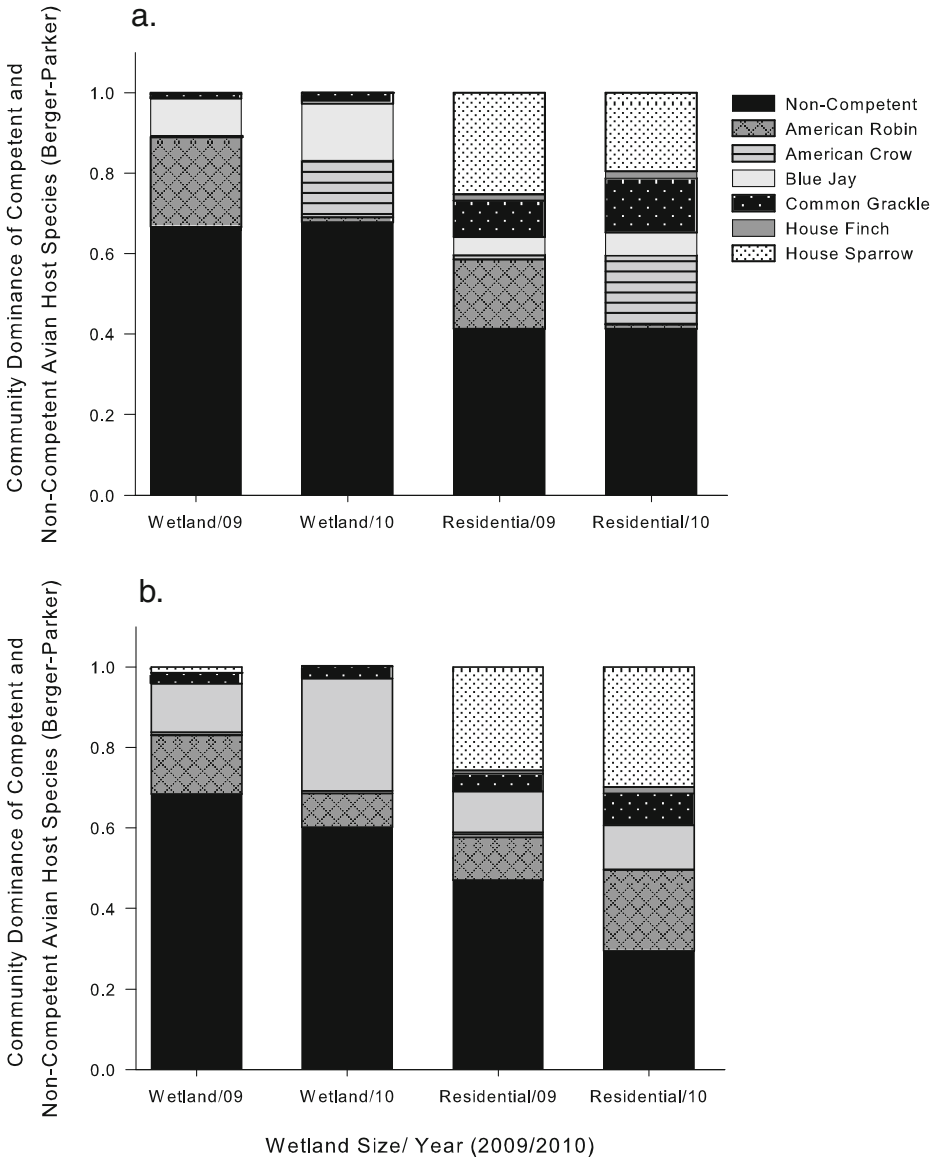 a.
Community Dominance of Competent and
Non-Competent Avian Host Species (Berger-Parker)
1.0
0.8
0.6
0.4
0.2
0.0
Wetland/09
Wetland/10
Residentia/09
Residential/10
Non-Competent
American Robin
American Crow
Blue Jay
Common Grackle
House Finch
House Sparrow
b.
Community Dominance of Competent and
Non-Competent Avian Host Species (Berger-Parker)
1.0
0.8
0.6
0.4
0.2
0.0
Wetland/09
Wetland/10
Residential/09
Residential/10
Wetland Size/ Year (2009/2010)